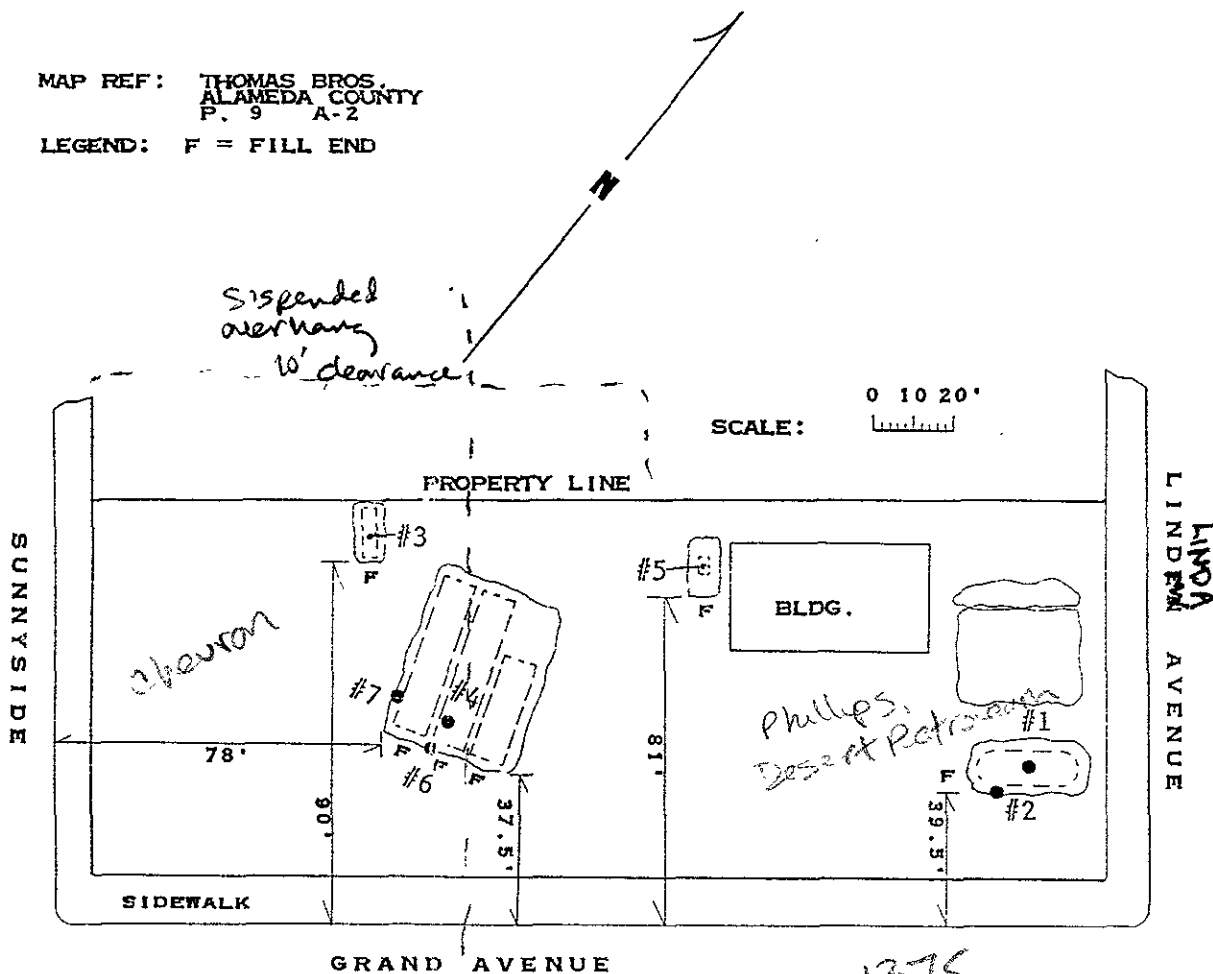 MAP REF: THOMAS BROS.
ALAMEDA COUNTY
P. 9 A-2
LEGEND: F = FILL END
N
Sispended
overhang
10' clearance
SCALE:
0 10 20'
PROPERTY LINE
SUNNYSIDE
LINDEN AVENUE
LINDA
#3
F
#5
F
BLDG.
Chevron
#7
#4
F
#6
F
F
78'
90'
37.5'
81'
Phillips,
Desert Petroleum
#1
F
#2
39.5'
SIDEWALK
GRAND AVENUE